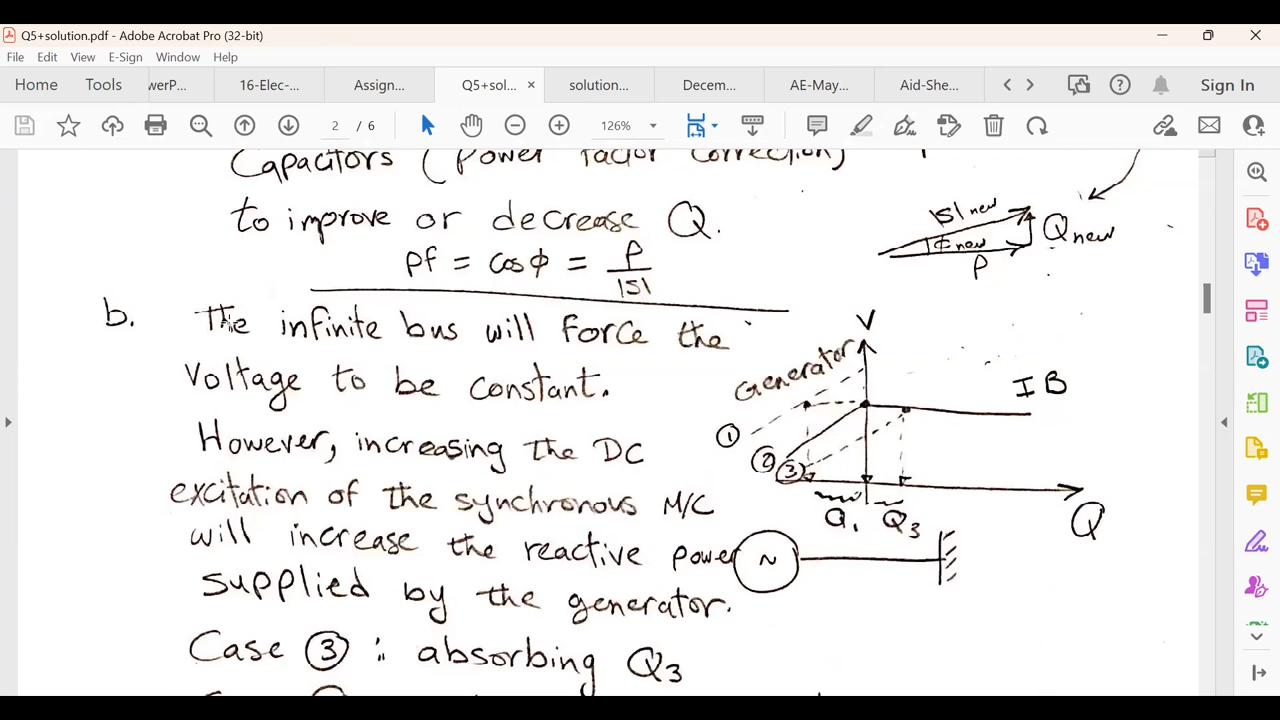 Q5+solution.pdf - Adobe Acrobat Pro (32-bit)
File Edit View Window E-Sign Help
Home Tools werP... 16-Elec-... Assign... Q5+sol... × solution... Decem... AE-May... Aid-She... Sign In
2 / 6 126%
Capacitors (Power factor Correction)
to improve or decrease Q.
pf = cosϕ = P / |S|
|S| new
ϕnew
Qnew
P
b. The infinite bus will force the
Voltage to be constant.
However, increasing the DC
excitation of the synchronous M/C
will increase the reactive power
supplied by the generator.
Case ③ : absorbing Q3
V
Generator
I B
①
②
③
Q1 Q3
Q
~